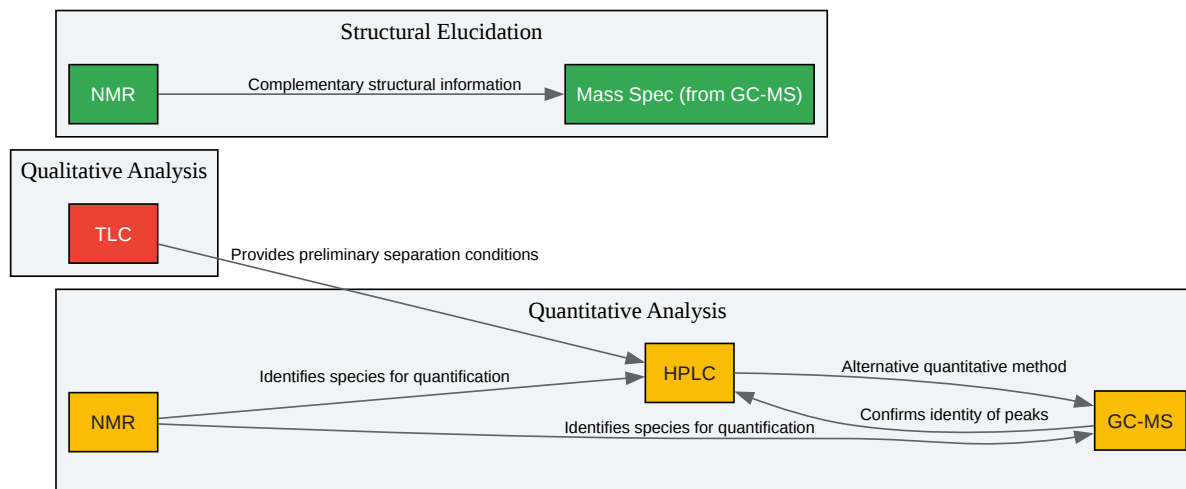 Structural Elucidation
NMR
Complementary structural information
Mass Spec (from GC-MS)
Qualitative Analysis
TLC
Provides preliminary separation conditions
Quantitative Analysis
NMR
Identifies species for quantification
HPLC
Alternative quantitative method
Confirms identity of peaks
Identifies species for quantification
GC-MS